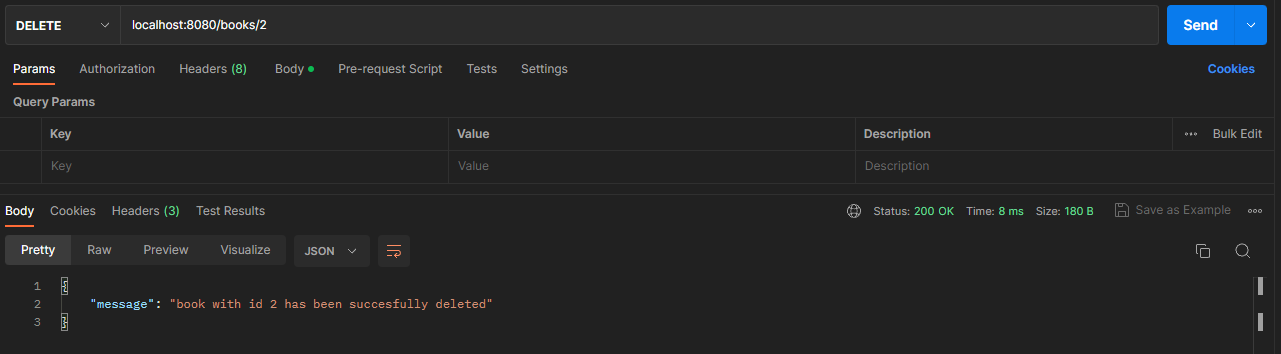 DELETE localhost:8080/books/2 Send
Params Authorization Headers (8) Body Pre-request Script Tests Settings Cookies
Query Params
Key Value Description Bulk Edit
Key Value Description
Body Cookies Headers (3) Test Results Status: 200 OK Time: 8 ms Size: 180 B Save as Example
Pretty Raw Preview Visualize JSON
1 {
2 "message": "book with id 2 has been succesfully deleted"
3 }